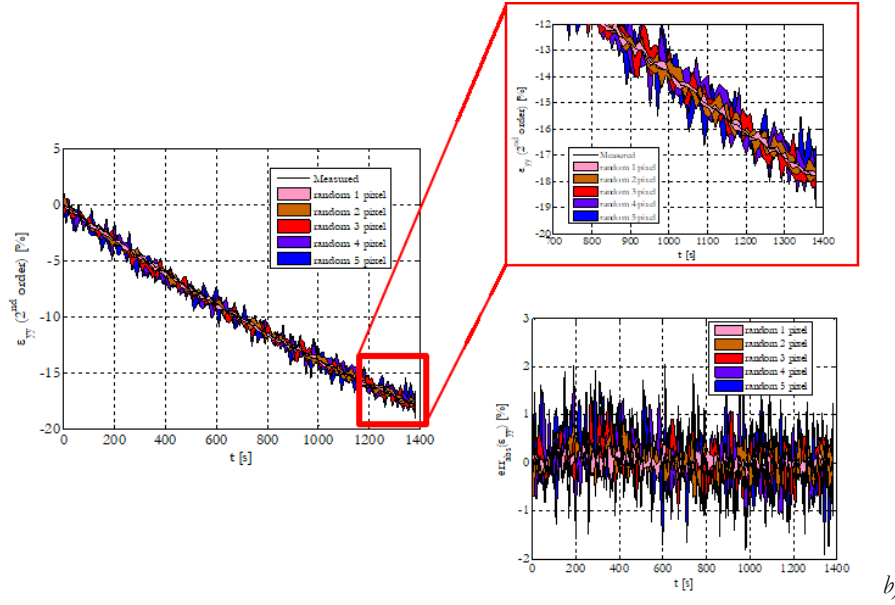 5
0
-5
-10
-15
-20
0 200 400 600 800 1000 1200 1400
t [s]
ε yy (2nd order) [%]
Measured
random 1 pixel
random 2 pixel
random 3 pixel
random 4 pixel
random 5 pixel
-12
-13
-14
-15
-16
-17
-18
-19
-20
700 800 900 1000 1100 1200 1300 1400
t [s]
ε yy (2nd order) [%]
Measured
random 1 pixel
random 2 pixel
random 3 pixel
random 4 pixel
random 5 pixel
3
2
1
0
-1
-2
0 200 400 600 800 1000 1200 1400
t [s]
err abs (ε yy) [%]
random 1 pixel
random 2 pixel
random 3 pixel
random 4 pixel
random 5 pixel
b)